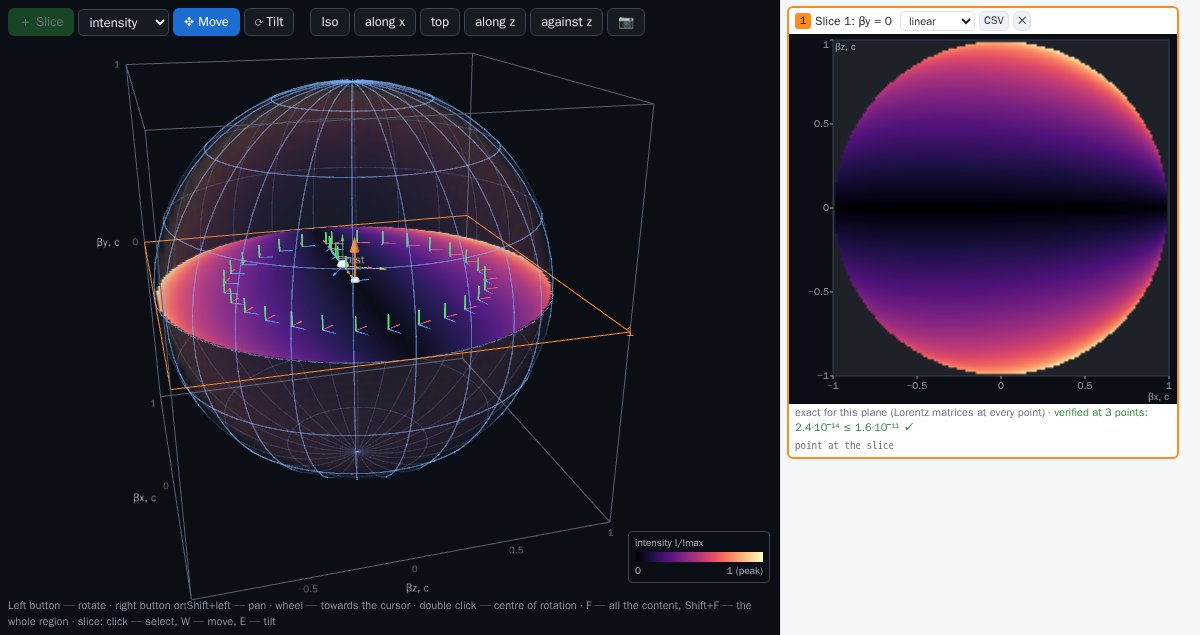 + Slice
intensity
✥ Move
⟳ Tilt
Iso
along x
top
along z
against z
1
βy, c
0
1
0
βx, c
−0.5
0
0.5
1
βz, c
1
intensity I/Imax
0
1 (peak)
Left button — rotate · right button or Shift+left — pan · wheel — towards the cursor · double click — centre of rotation · F — all the content, Shift+F — the
whole region · slice: click — select, W — move, E — tilt
1
Slice 1: βy = 0
linear
CSV
✕
1
βz, c
0.5
0
−0.5
−1
−1
−0.5
0
0.5
1
βx, c
exact for this plane (Lorentz matrices at every point) · verified at 3 points:
2.4·10⁻¹⁴ ≤ 1.6·10⁻¹¹ ✓
point at the slice